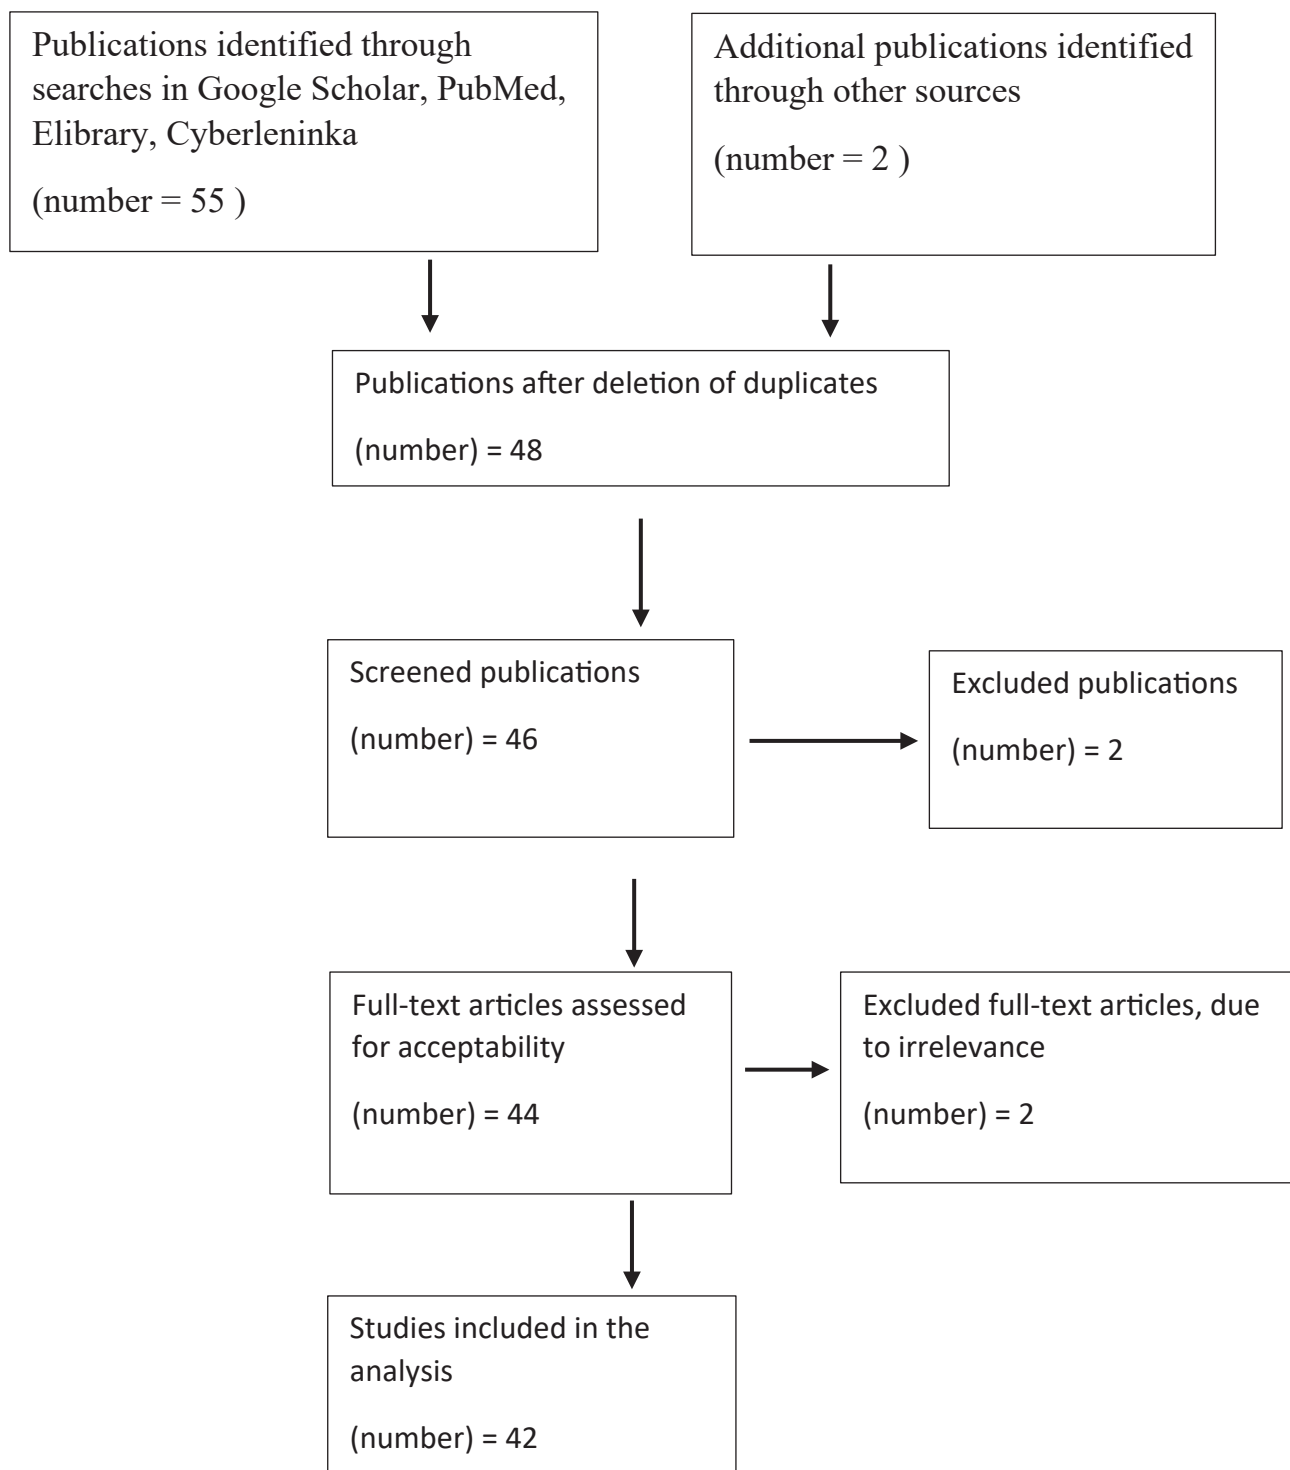 Publications identified through
searches in Google Scholar, PubMed,
Elibrary, Cyberleninka
(number = 55 )
Additional publications identified
through other sources
(number = 2 )
Publications after deletion of duplicates
(number) = 48
Screened publications
(number) = 46
Excluded publications
(number) = 2
Full-text articles assessed
for acceptability
(number) = 44
Excluded full-text articles, due
to irrelevance
(number) = 2
Studies included in the
analysis
(number) = 42